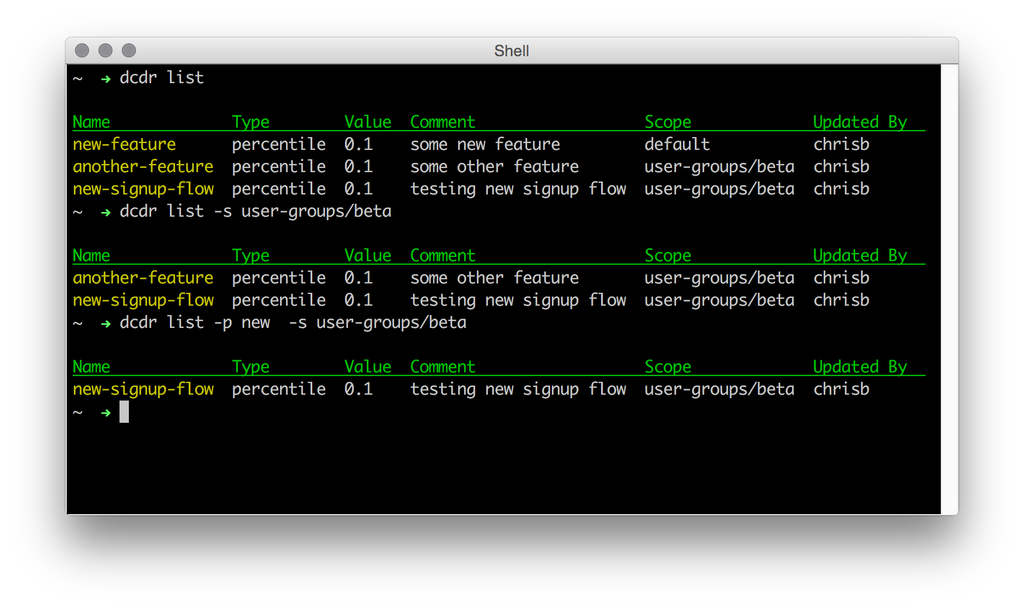 Shell
~ → dcdr list
Name Type Value Comment Scope Updated By
new-feature percentile 0.1 some new feature default chrisb
another-feature percentile 0.1 some other feature user-groups/beta chrisb
new-signup-flow percentile 0.1 testing new signup flow user-groups/beta chrisb
~ → dcdr list -s user-groups/beta
Name Type Value Comment Scope Updated By
another-feature percentile 0.1 some other feature user-groups/beta chrisb
new-signup-flow percentile 0.1 testing new signup flow user-groups/beta chrisb
~ → dcdr list -p new  -s user-groups/beta
Name Type Value Comment Scope Updated By
new-signup-flow percentile 0.1 testing new signup flow user-groups/beta chrisb
~ →